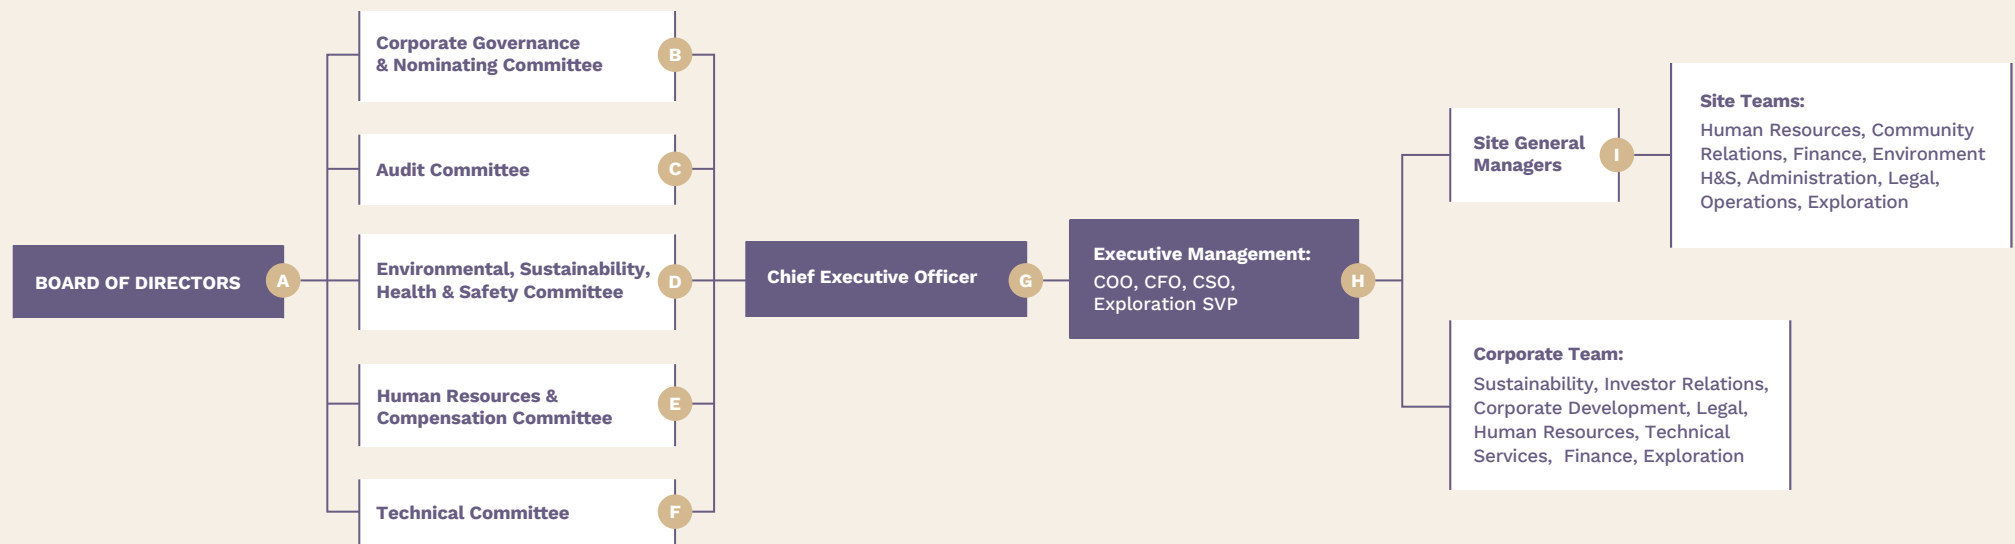 BOARD OF DIRECTORS
A
Corporate Governance
& Nominating Committee
B
Audit Committee
C
Environmental, Sustainability,
Health & Safety Committee
D
Human Resources &
Compensation Committee
E
Technical Committee
F
Chief Executive Officer
G
Executive Management:
COO, CFO, CSO,
Exploration SVP
H
Site General
Managers
I
Site Teams:
Human Resources, Community
Relations, Finance, Environment
H&S, Administration, Legal,
Operations, Exploration
Corporate Team:
Sustainability, Investor Relations,
Corporate Development, Legal,
Human Resources, Technical
Services, Finance, Exploration